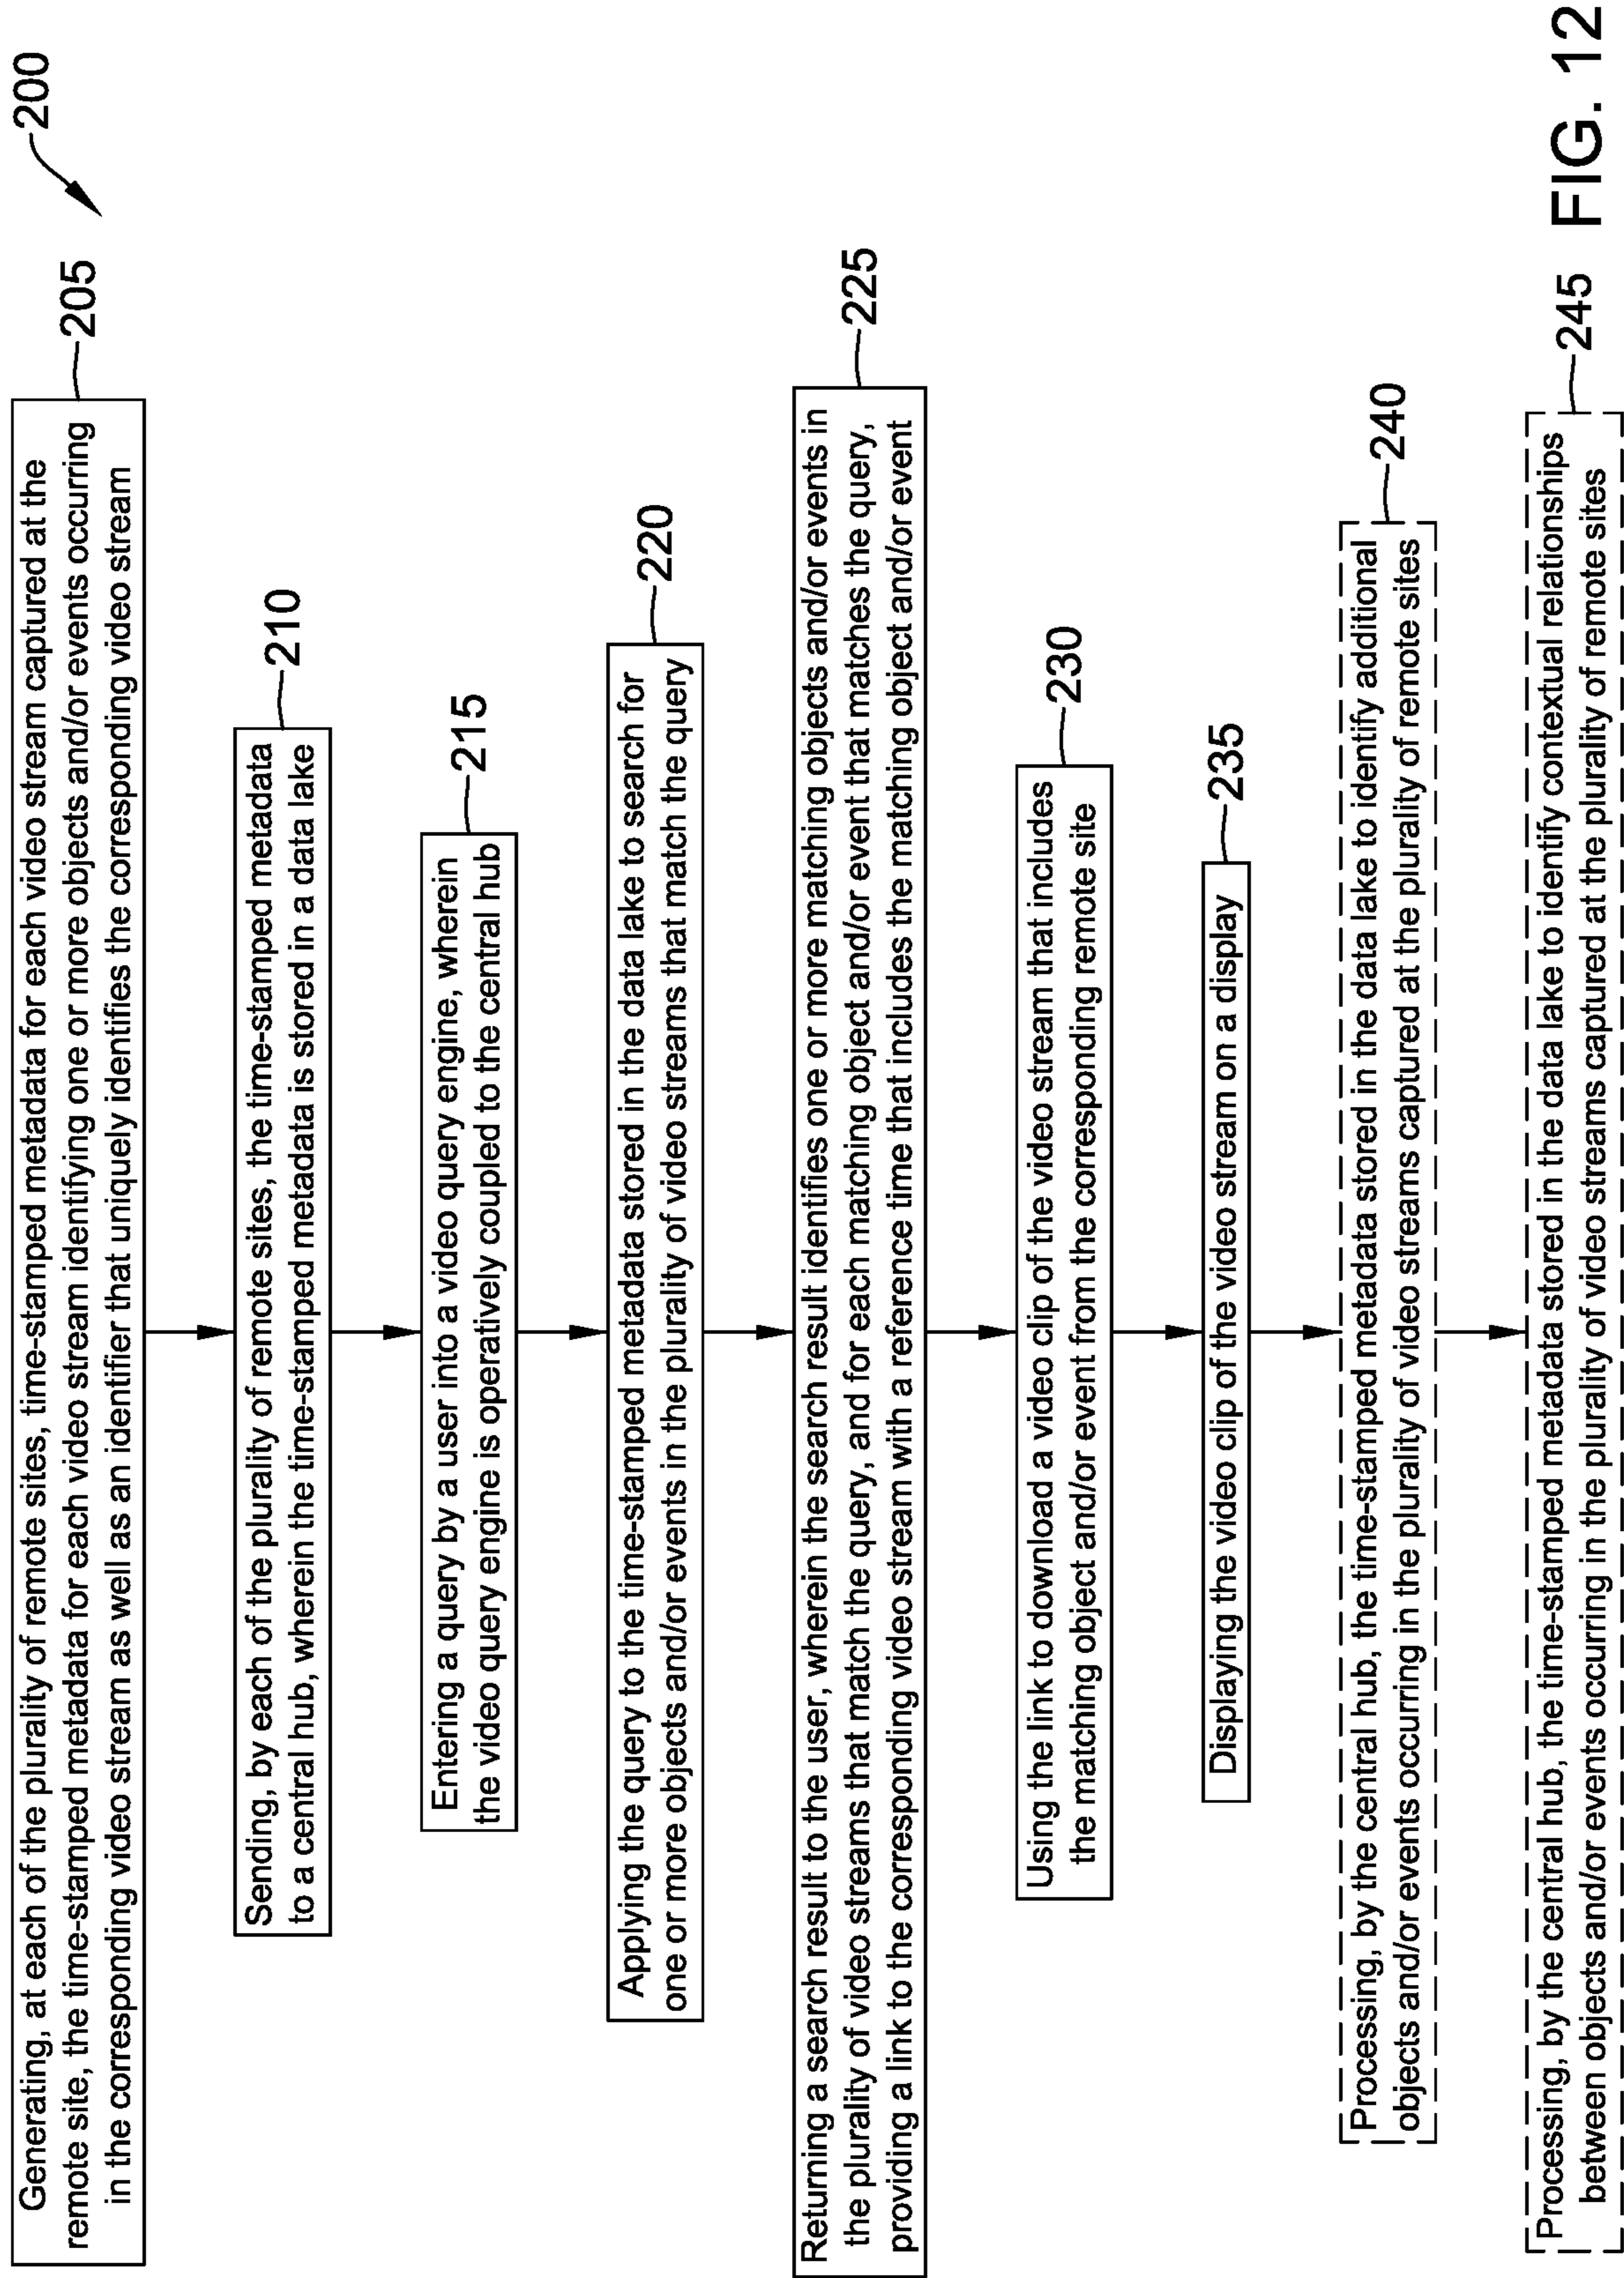 200
Generating, at each of the plurality of remote sites, time-stamped metadata for each video stream captured at the
remote site, the time-stamped metadata for each video stream identifying one or more objects and/or events occurring
in the corresponding video stream as well as an identifier that uniquely identifies the corresponding video stream
205
Sending, by each of the plurality of remote sites, the time-stamped metadata
to a central hub, wherein the time-stamped metadata is stored in a data lake
210
Entering a query by a user into a video query engine, wherein
the video query engine is operatively coupled to the central hub
215
Applying the query to the time-stamped metadata stored in the data lake to search for
one or more objects and/or events in the plurality of video streams that match the query
220
Returning a search result to the user, wherein the search result identifies one or more matching objects and/or events in
the plurality of video streams that match the query, and for each matching object and/or event that matches the query,
providing a link to the corresponding video stream with a reference time that includes the matching object and/or event
225
Using the link to download a video clip of the video stream that includes
the matching object and/or event from the corresponding remote site
230
Displaying the video clip of the video stream on a display
235
Processing, by the central hub, the time-stamped metadata stored in the data lake to identify additional
objects and/or events occurring in the plurality of video streams captured at the plurality of remote sites
240
Processing, by the central hub, the time-stamped metadata stored in the data lake to identify contextual relationships
between objects and/or events occurring in the plurality of video streams captured at the plurality of remote sites
245
FIG. 12